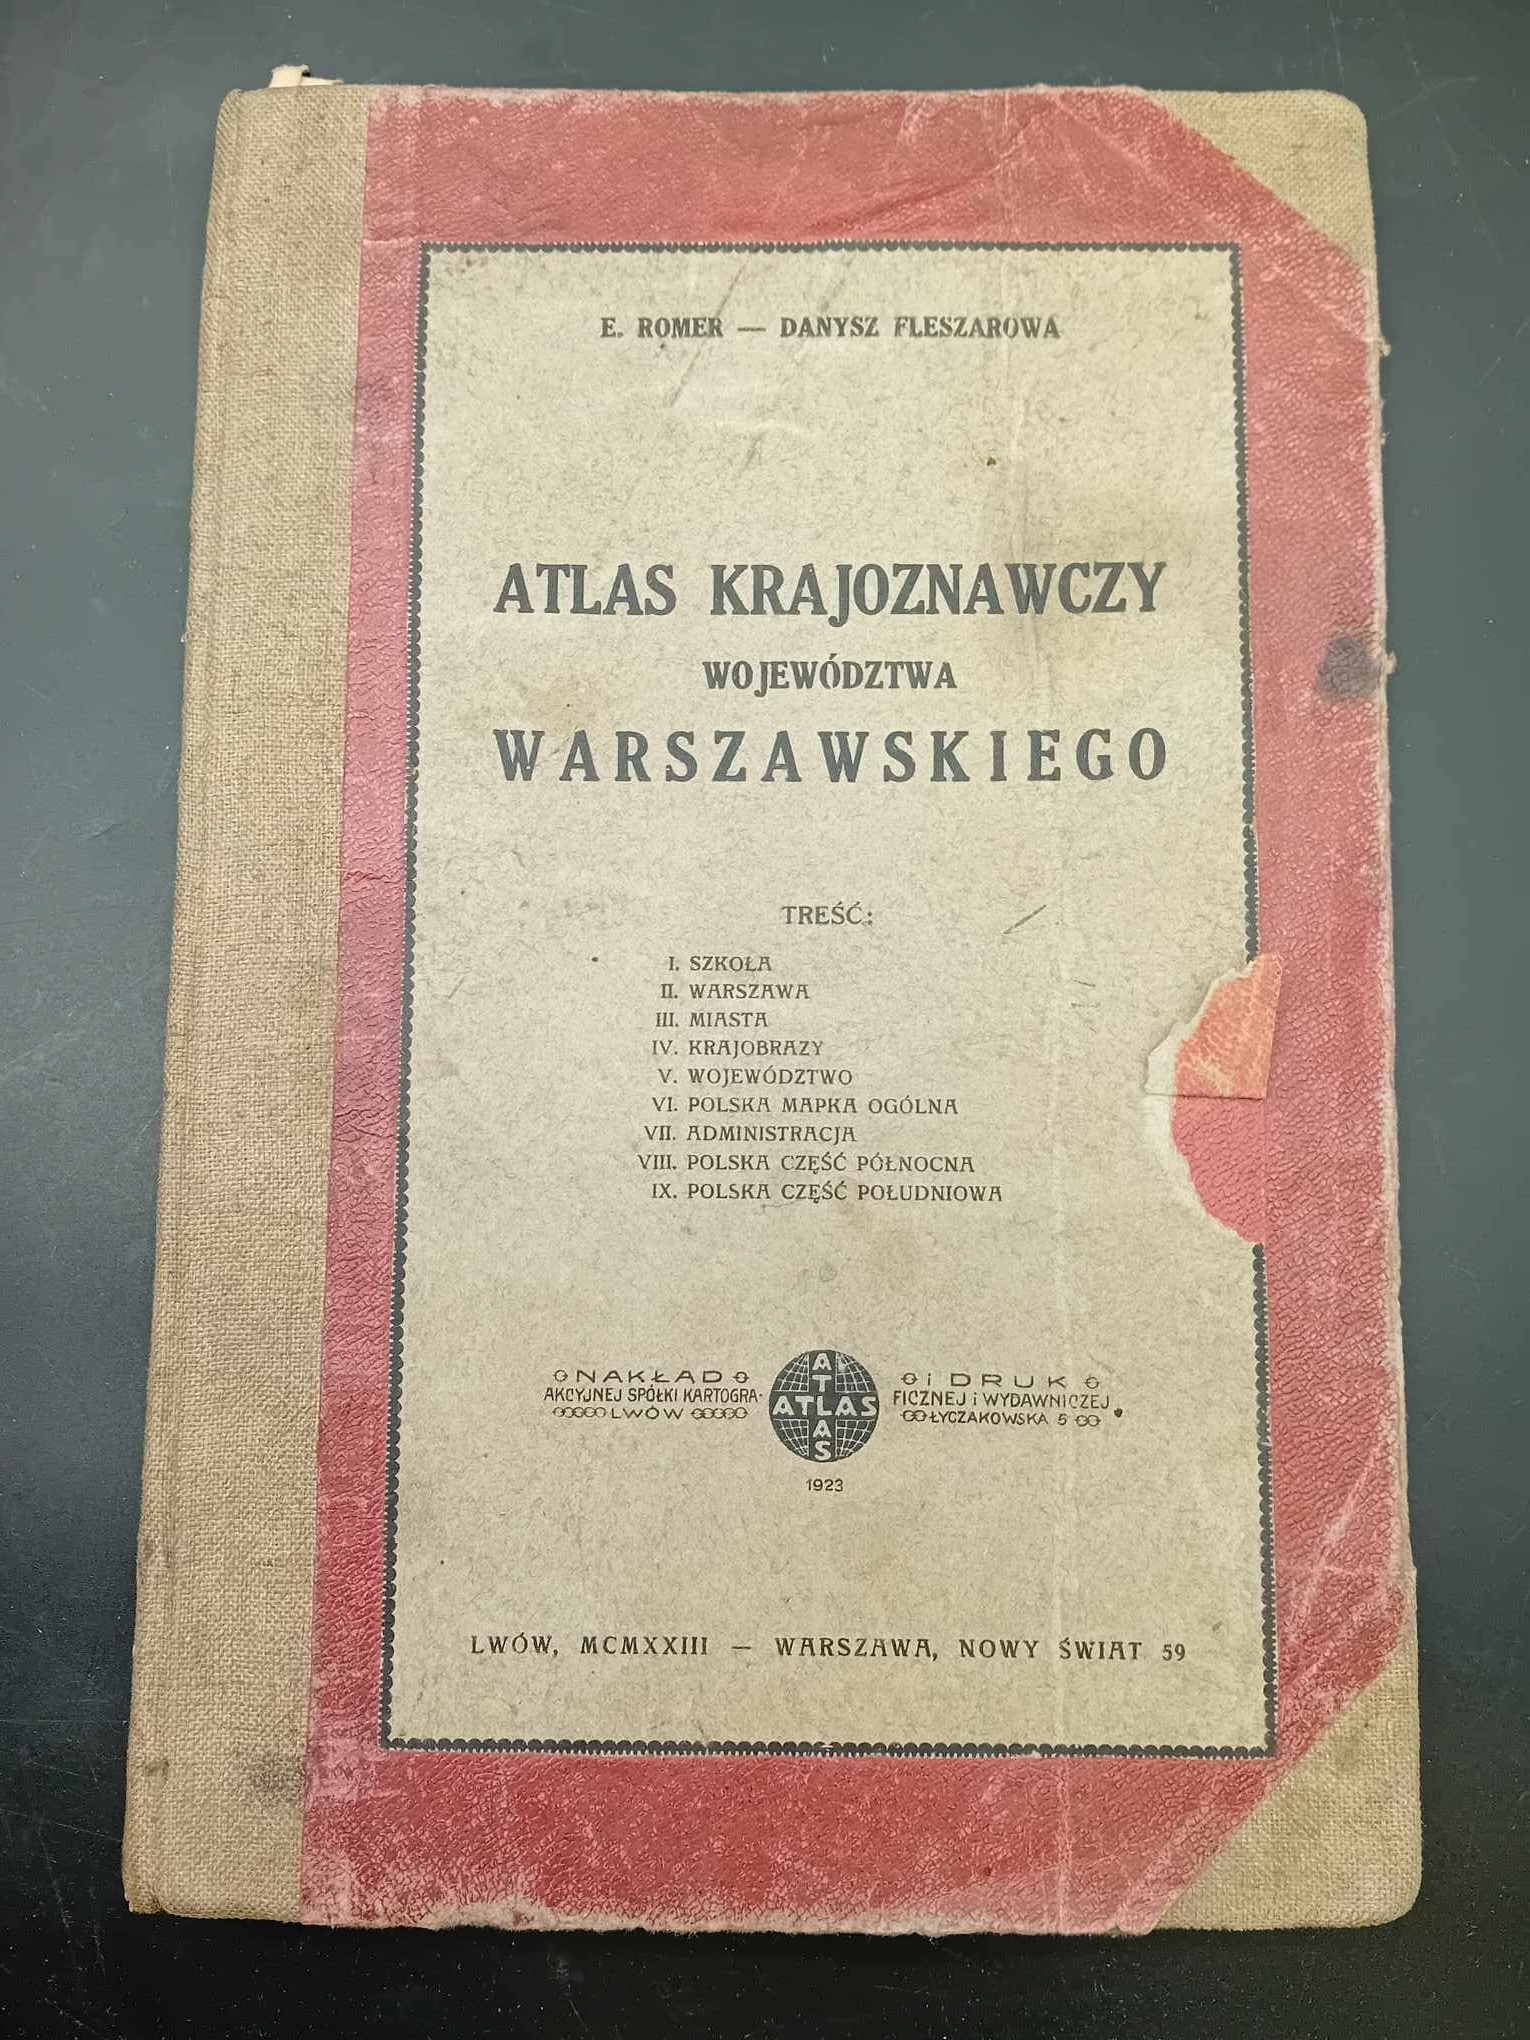 E. ROMER — DANYSZ FLESZAROWA
ATLAS KRAJOZNAWCZY
WOJEWÓDZTWA
WARSZAWSKIEGO
TREŚĆ:
I. SZKOŁA
II. WARSZAWA
III. MIASTA
IV. KRAJOBRAZY
V. WOJEWÓDZTWO
VI. POLSKA MAPKA OGÓLNA
VII. ADMINISTRACJA
VIII. POLSKA CZĘŚĆ PÓŁNOCNA
IX. POLSKA CZĘŚĆ POŁUDNIOWA
NAKŁAD
AKCYJNEJ SPÓŁKI KARTOGRA-
LWÓW
ATLAS
ATLAS
i DRUK
FICZNEJ i WYDAWNICZEJ
ŁYCZAKOWSKA 5
1923
LWÓW, MCMXXIII — WARSZAWA, NOWY ŚWIAT 59